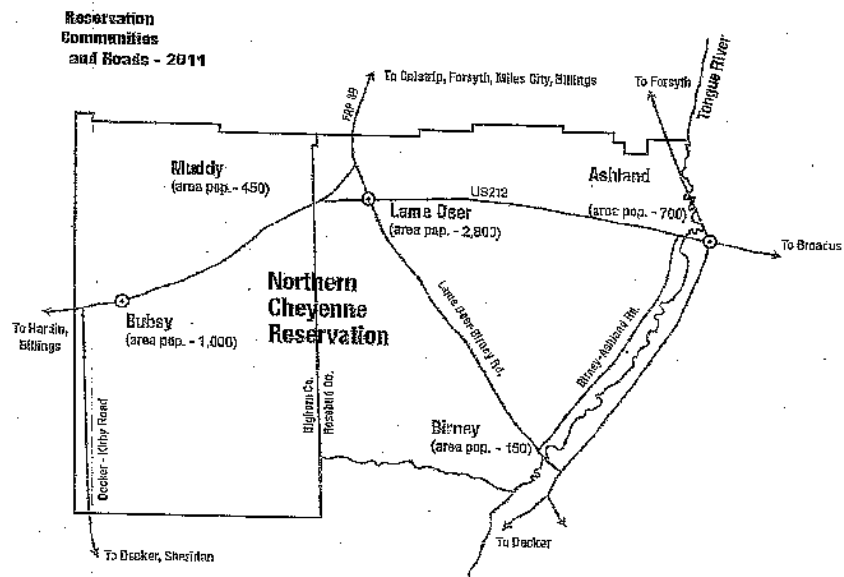 Reservation
Communities
and Roads - 2011
To Colstrip, Forsyth, Miles City, Billings
FAP 39
To Forsyth
Tongue River
Muddy
(area pop. - 450)
Ashland
(area pop. - 700)
US212
Lame Deer
(area pop. - 2,800)
To Broadus
Northern
Cheyenne
Reservation
To Hardin,
Billings
Busby
(area pop. - 1,000)
Lame Deer-Birney Rd.
Birney-Ashland Rd.
Decker - Kirby Road
Bighorn Co.
Rosebud Co.
Birney
(area pop. - 150)
To Decker
To Decker, Sheridan